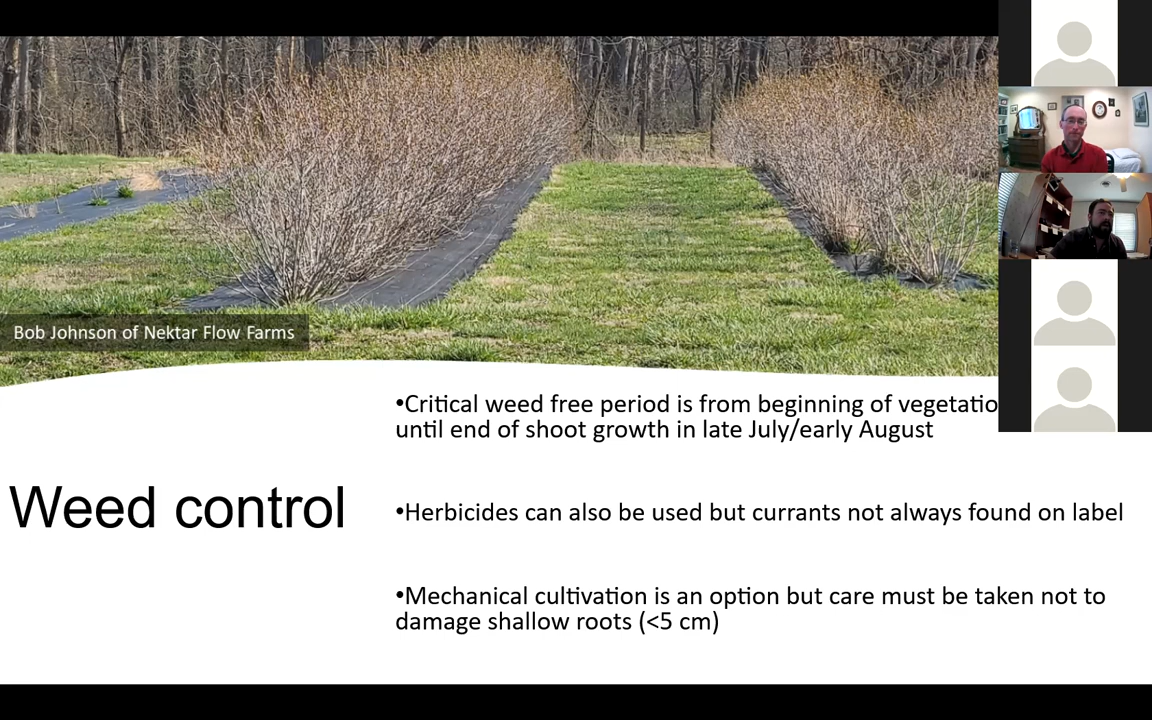 Bob Johnson of Nektar Flow Farms
•Critical weed free period is from beginning of vegetatio
until end of shoot growth in late July/early August
Weed control
•Herbicides can also be used but currants not always found on label
•Mechanical cultivation is an option but care must be taken not to
damage shallow roots (<5 cm)